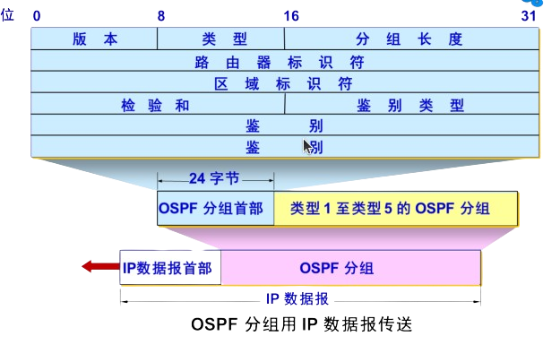 位 0 8 16 31
版 本 类 型 分 组 长 度
路 由 器 标 识 符
区 域 标 识 符
检 验 和 鉴 别 类 型
鉴 别
鉴 别
24 字节
OSPF 分组首部 类型 1 至类型 5 的 OSPF 分组
IP数据报首部 OSPF 分组
IP 数据报
OSPF 分组用 IP 数据报传送